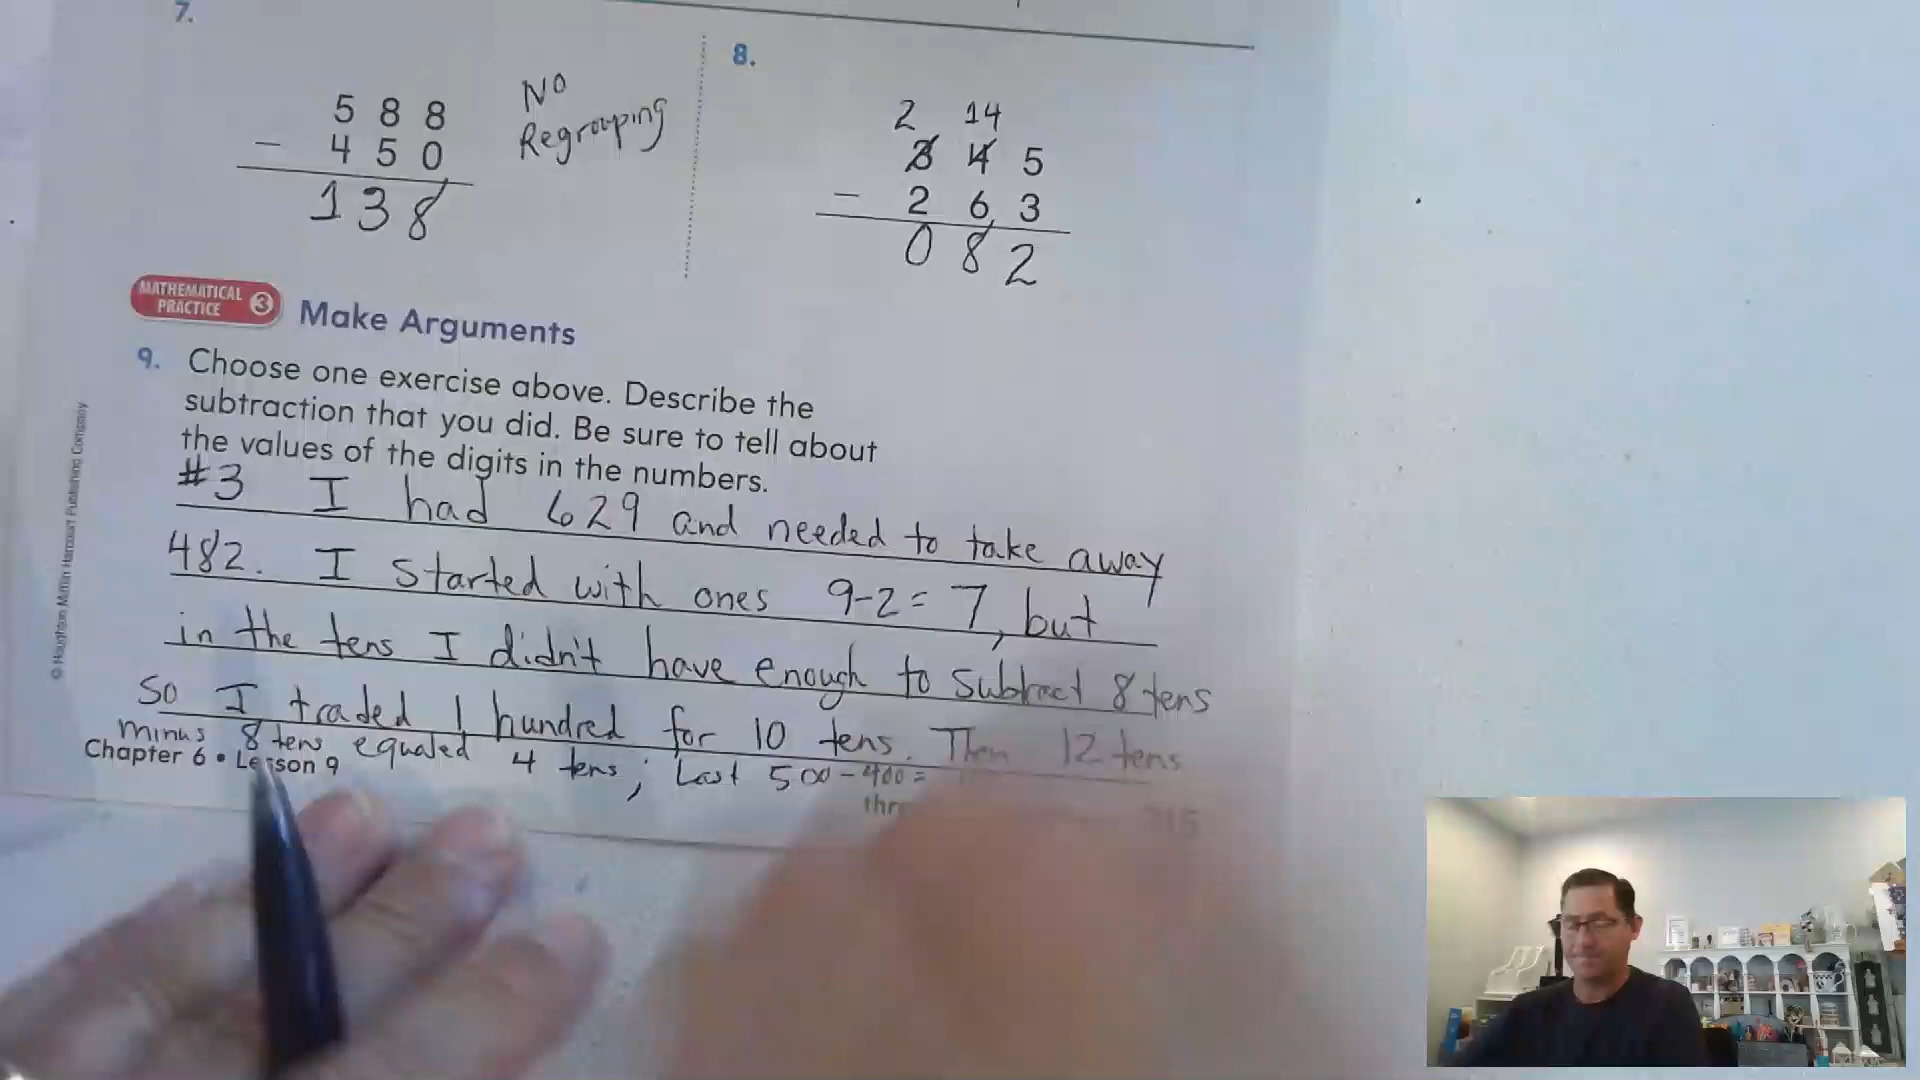 7.
5 8 8
- 4 5 0
1 3 8
No
Regrouping
8.
2 14
3 4 5
- 2 6 3
0 8 2
MATHEMATICAL
PRACTICE 3
Make Arguments
9. Choose one exercise above. Describe the
subtraction that you did. Be sure to tell about
the values of the digits in the numbers.
#3 I had 629 and needed to take away
482. I started with ones 9-2=7, but
in the tens I didn't have enough to subtract 8 tens
So I traded 1 hundred for 10 tens. Then 12 tens
minus 8 tens equaled 4 tens; Last 500-400=
Chapter 6 • Lesson 9
© Houghton Mifflin Harcourt Publishing Company